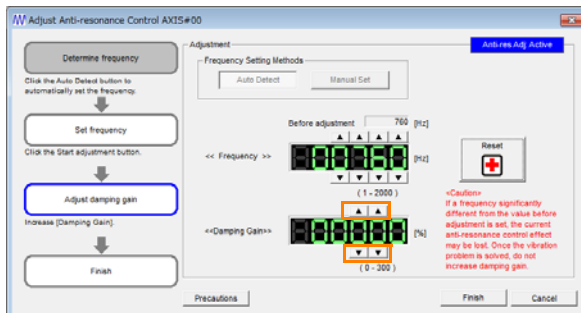 Adjust Anti-resonance Control AXIS#00
Determine frequency
Click the Auto Detect button to
automatically set the frequency.
Set frequency
Click the Start adjustment button.
Adjust damping gain
Increase [Damping Gain].
Finish
Adjustment
Anti-res Adj Active
Frequency Setting Methods
Auto Detect
Manual Set
Before adjustment 760 [Hz]
<< Frequency >> 000760 [Hz]
( 1 - 2000 )
<<Damping Gain>> 000000 [%]
( 0 - 300 )
Reset
<Caution>
If a frequency significantly
different from the value before
adjustment is set, the current
anti-resonance control effect
may be lost. Once the vibration
problem is solved, do not
increase damping gain.
Precautions
Finish
Cancel